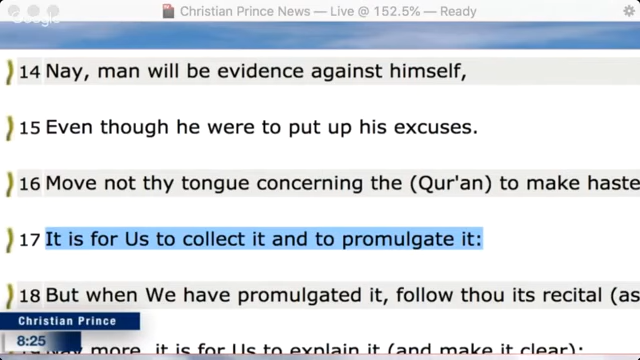 Christian Prince News — Live @ 152.5% — Ready
Google
14 Nay, man will be evidence against himself,
15 Even though he were to put up his excuses.
16 Move not thy tongue concerning the (Qur'an) to make haste
17 It is for Us to collect it and to promulgate it:
18 But when We have promulgated it, follow thou its recital (as
Christian Prince
8:25
more, it is for Us to explain it (and make it clear):